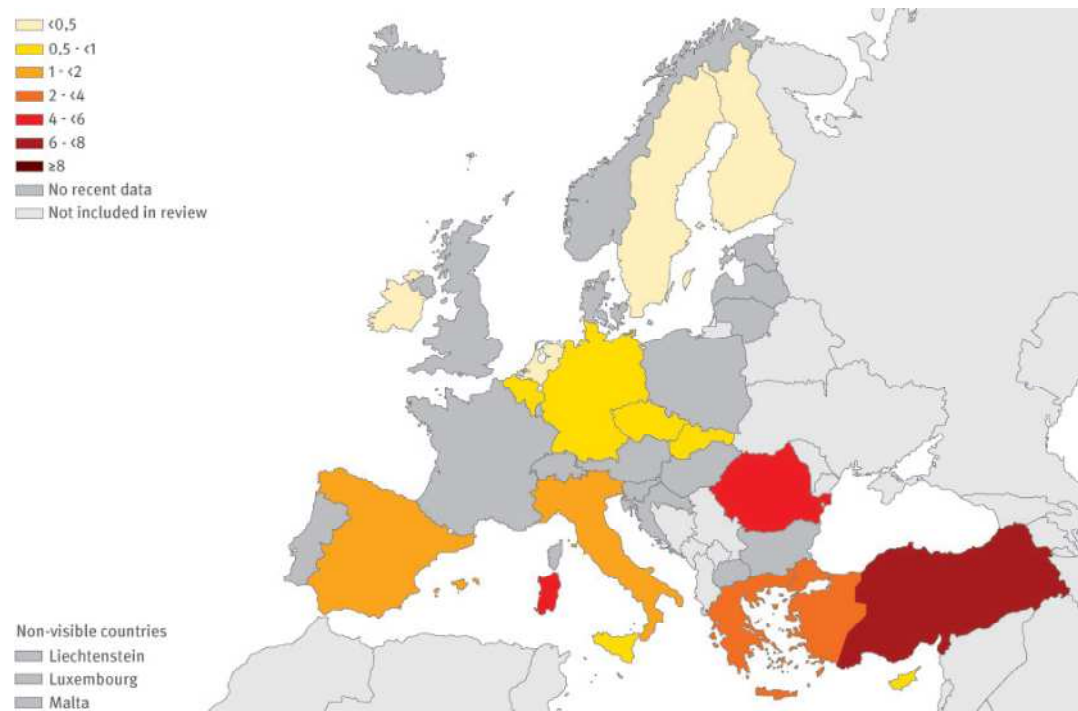 <0,5
0,5 - <1
1 - <2
2 - <4
4 - <6
6 - <8
≥8
No recent data
Not included in review
Non-visible countries
Liechtenstein
Luxembourg
Malta